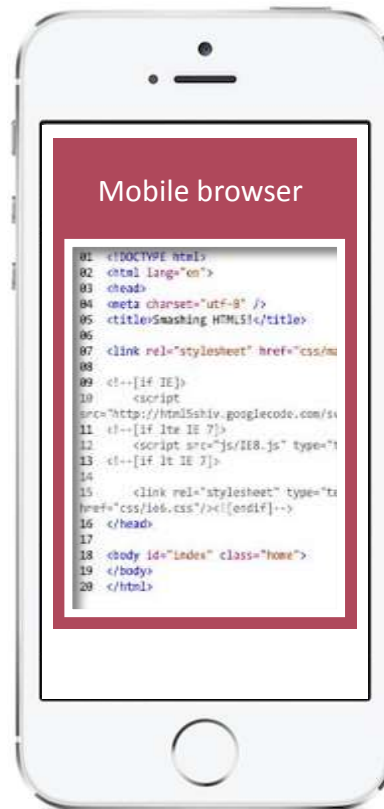 Mobile browser
01 <!DOCTYPE html>
02 <html lang="en">
03 <head>
04 <meta charset="utf-8" />
05 <title>Smashing HTML5!</title>
06
07 <link rel="stylesheet" href="css/ma
08
09 <!--[if IE]>
10 <script
src="http://html5shiv.googlecode.com/sv
11 <!--[if lte IE 7]>
12 <script src="js/IE8.js" type="t
13 <!--[if lt IE 7]>
14
15 <link rel="stylesheet" type="te
href="css/ie6.css"/><![endif]-->
16 </head>
17
18 <body id="index" class="home">
19 </body>
20 </html>